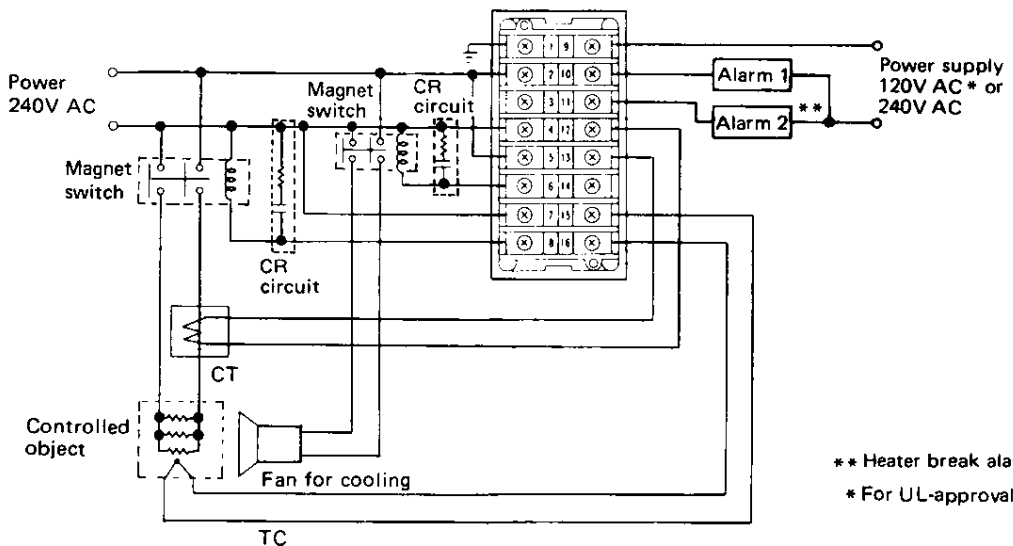 Power
240V AC
Magnet
switch
CR
circuit
1 9
2 10
3 11
4 12
5 13
6 14
7 15
8 16
Alarm 1
Alarm 2
**
Power supply
120V AC * or
240V AC
Magnet
switch
CR
circuit
CT
Controlled
object
Fan for cooling
TC
** Heater break ala
* For UL-approval